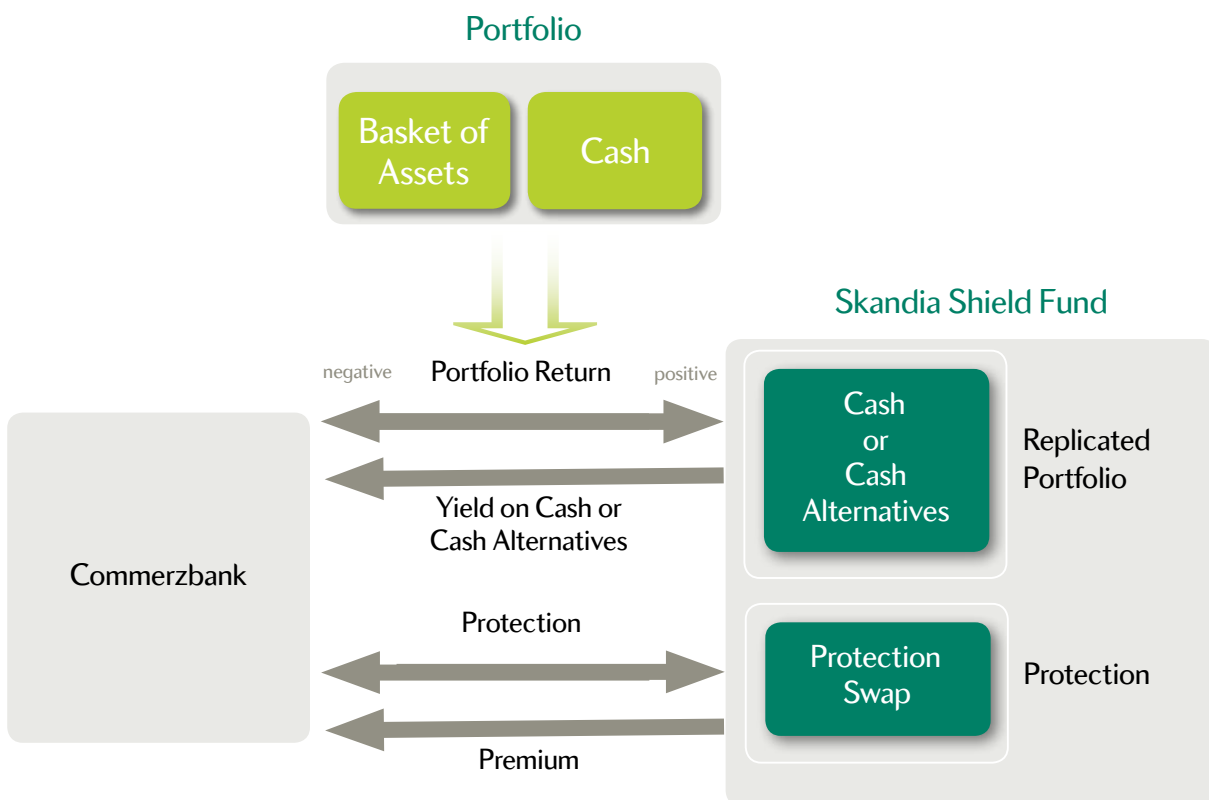 Portfolio
Basket of
Assets
Cash
Skandia Shield Fund
negative
Portfolio Return
positive
Cash
or
Cash
Alternatives
Replicated
Portfolio
Yield on Cash or
Cash Alternatives
Commerzbank
Protection
Protection
Swap
Protection
Premium